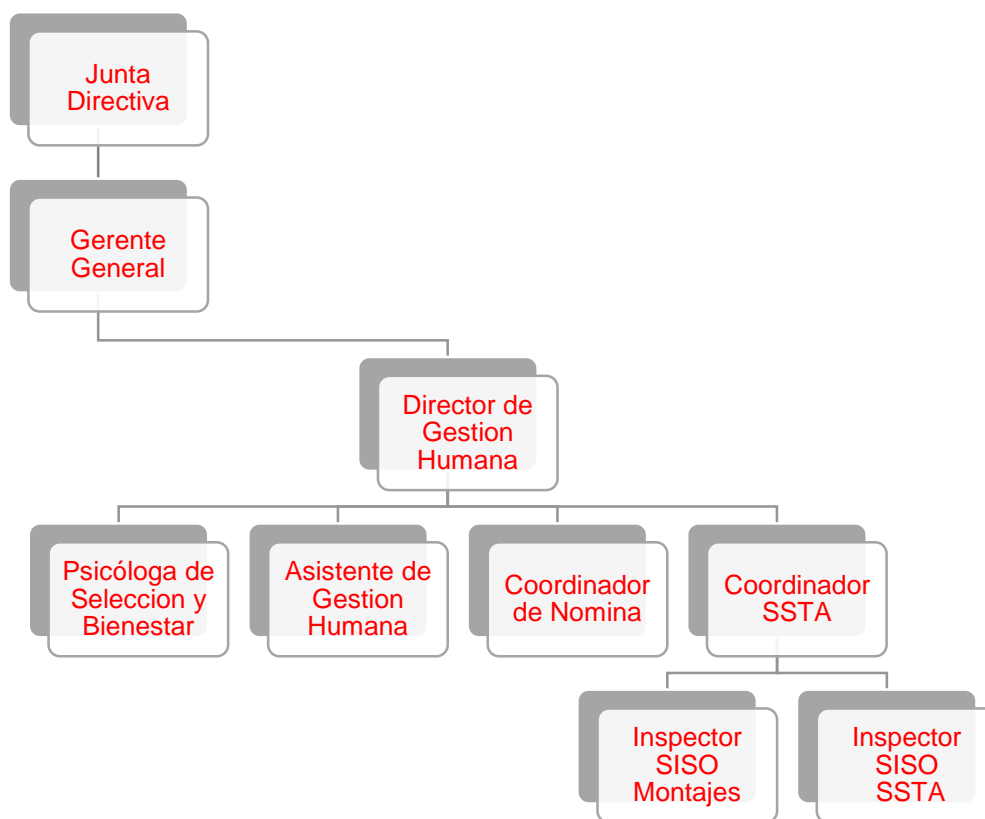 Junta
Directiva
Gerente
General
Director de
Gestion
Humana
Psicóloga de
Seleccion y
Bienestar
Asistente de
Gestion
Humana
Coordinador
de Nomina
Coordinador
SSTA
Inspector
SISO
Montajes
Inspector
SISO
SSTA